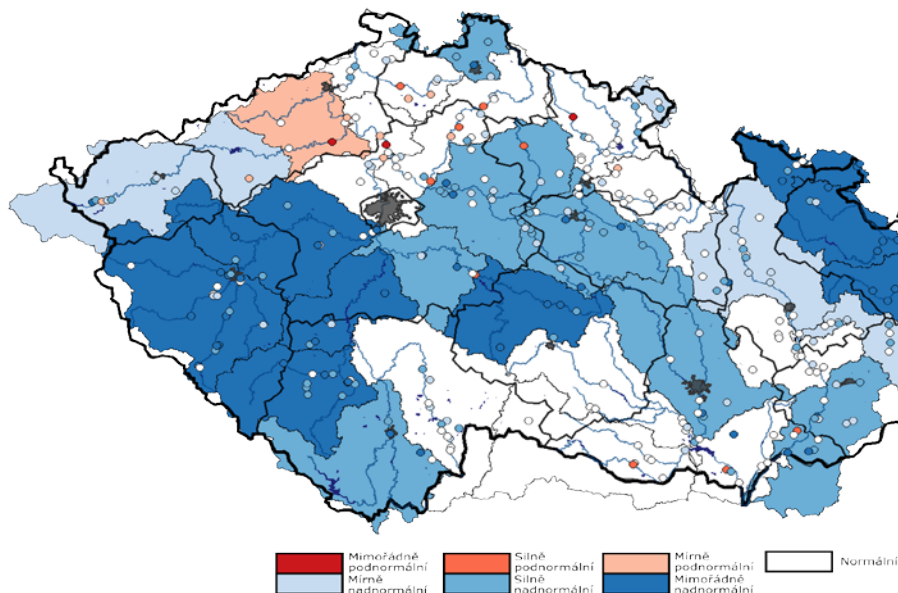 Mimořádně
podnormální
Silně
podnormální
Mírně
podnormální
Normální
Mírně
nadnormální
Silně
nadnormální
Mimořádně
nadnormální